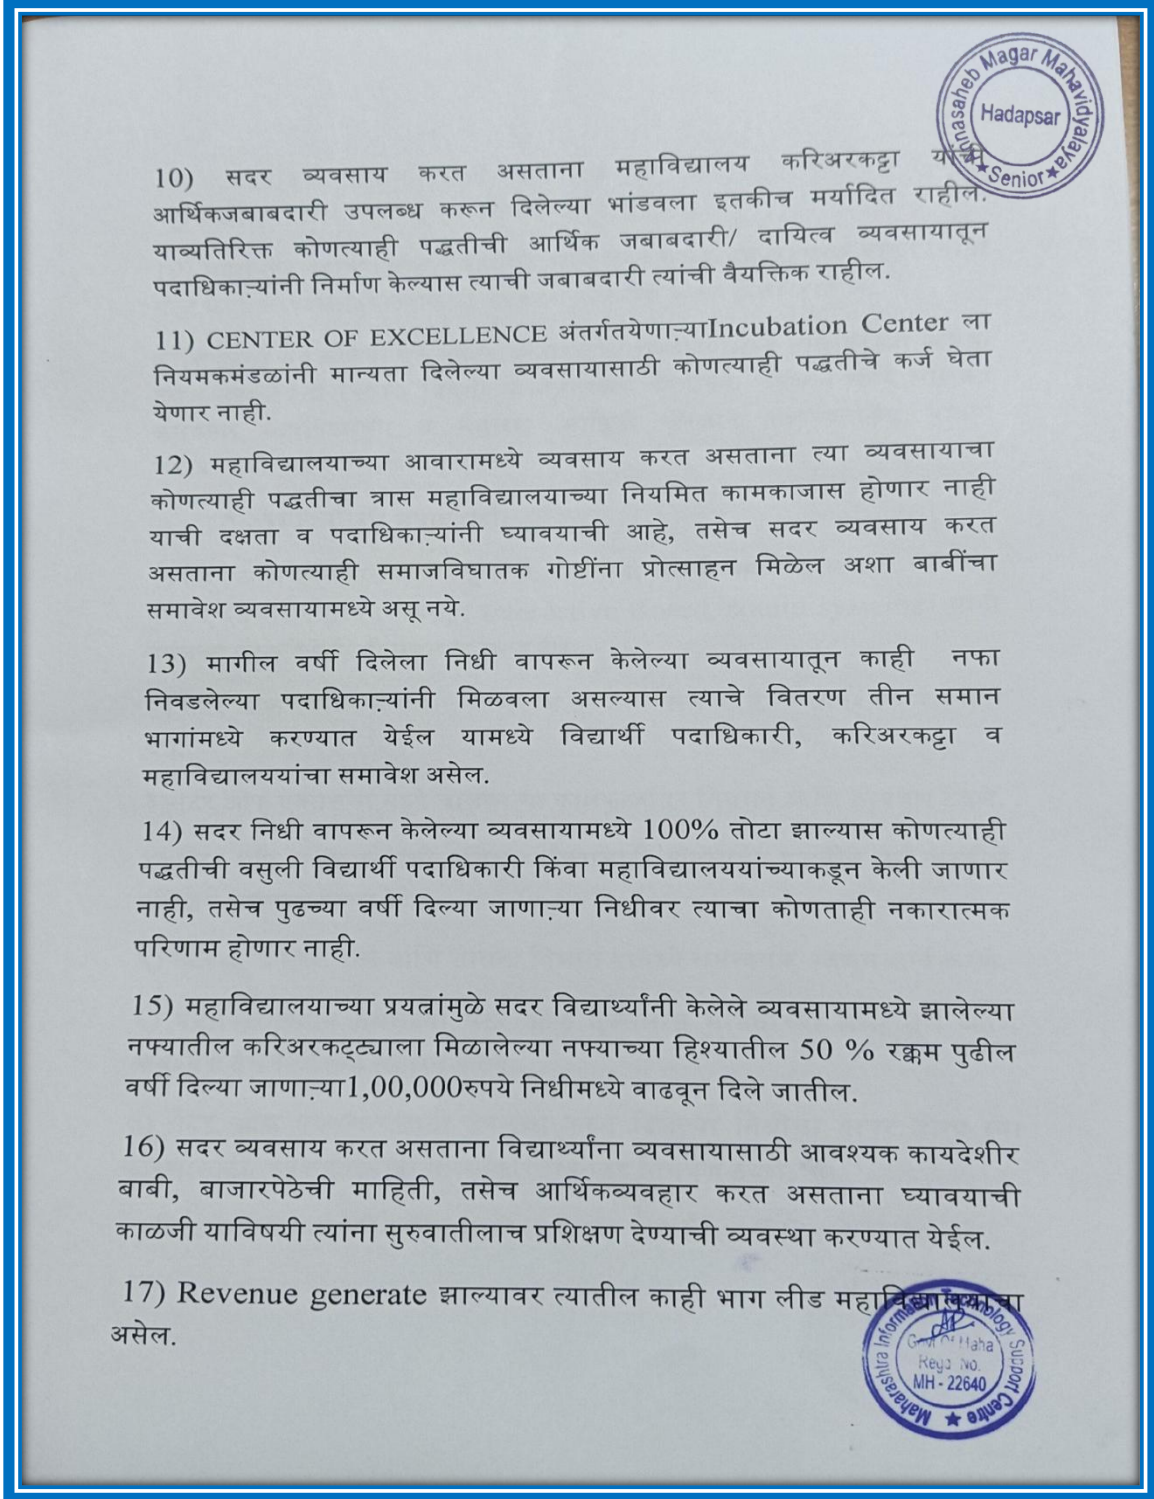 Annasaheb Magar Mahavidyalaya
Hadapsar
★ Senior ★
10) सदर व्यवसाय करत असताना महाविद्यालय करिअरकट्टा यांची
आर्थिकजबाबदारी उपलब्ध करून दिलेल्या भांडवला इतकीच मर्यादित राहील.
याव्यतिरिक्त कोणत्याही पद्धतीची आर्थिक जबाबदारी/ दायित्व व्यवसायातून
पदाधिकाऱ्यांनी निर्माण केल्यास त्याची जबाबदारी त्यांची वैयक्तिक राहील.
11) CENTER OF EXCELLENCE अंतर्गतयेणाऱ्याIncubation Center ला
नियमकमंडळांनी मान्यता दिलेल्या व्यवसायासाठी कोणत्याही पद्धतीचे कर्ज घेता
येणार नाही.
12) महाविद्यालयाच्या आवारामध्ये व्यवसाय करत असताना त्या व्यवसायाचा
कोणत्याही पद्धतीचा त्रास महाविद्यालयाच्या नियमित कामकाजास होणार नाही
याची दक्षता व पदाधिकाऱ्यांनी घ्यावयाची आहे, तसेच सदर व्यवसाय करत
असताना कोणत्याही समाजविघातक गोष्टींना प्रोत्साहन मिळेल अशा बाबींचा
समावेश व्यवसायामध्ये असू नये.
13) मागील वर्षी दिलेला निधी वापरून केलेल्या व्यवसायातून काही नफा
निवडलेल्या पदाधिकाऱ्यांनी मिळवला असल्यास त्याचे वितरण तीन समान
भागांमध्ये करण्यात येईल यामध्ये विद्यार्थी पदाधिकारी, करिअरकट्टा व
महाविद्यालययांचा समावेश असेल.
14) सदर निधी वापरून केलेल्या व्यवसायामध्ये 100% तोटा झाल्यास कोणत्याही
पद्धतीची वसुली विद्यार्थी पदाधिकारी किंवा महाविद्यालययांच्याकडून केली जाणार
नाही, तसेच पुढच्या वर्षी दिल्या जाणाऱ्या निधीवर त्याचा कोणताही नकारात्मक
परिणाम होणार नाही.
15) महाविद्यालयाच्या प्रयत्नांमुळे सदर विद्यार्थ्यांनी केलेले व्यवसायामध्ये झालेल्या
नफ्यातील करिअरकट्ट्याला मिळालेल्या नफ्याच्या हिश्यातील 50 % रक्कम पुढील
वर्षी दिल्या जाणाऱ्या1,00,000रुपये निधीमध्ये वाढवून दिले जातील.
16) सदर व्यवसाय करत असताना विद्यार्थ्यांना व्यवसायासाठी आवश्यक कायदेशीर
बाबी, बाजारपेठेची माहिती, तसेच आर्थिकव्यवहार करत असताना घ्यावयाची
काळजी याविषयी त्यांना सुरुवातीलाच प्रशिक्षण देण्याची व्यवस्था करण्यात येईल.
17) Revenue generate झाल्यावर त्यातील काही भाग लीड महाविद्यालयाचा
असेल.
Maharashtra Information Technology Support Centre
Govt Of Maha
Regd No.
MH - 22640
★